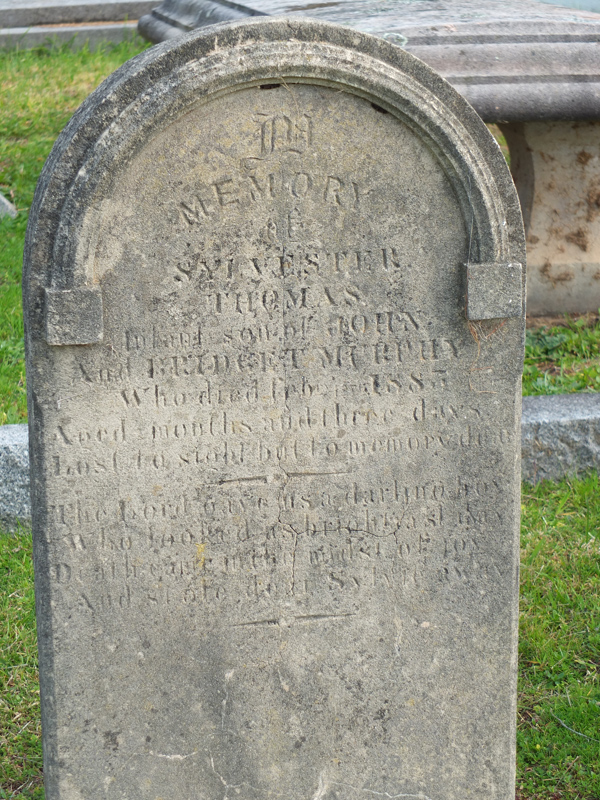 IN
MEMORY
of
SYLVESTER
THOMAS
Infant son of JOHN
And BRIDGET MURPHY
Who died Feb 1885
Aged months and three days
Lost to sight but to memory dear
The Lord gave us a darling boy
Who looked as bright as day
Death came in the midst of joy
And stole dear Sylvie away